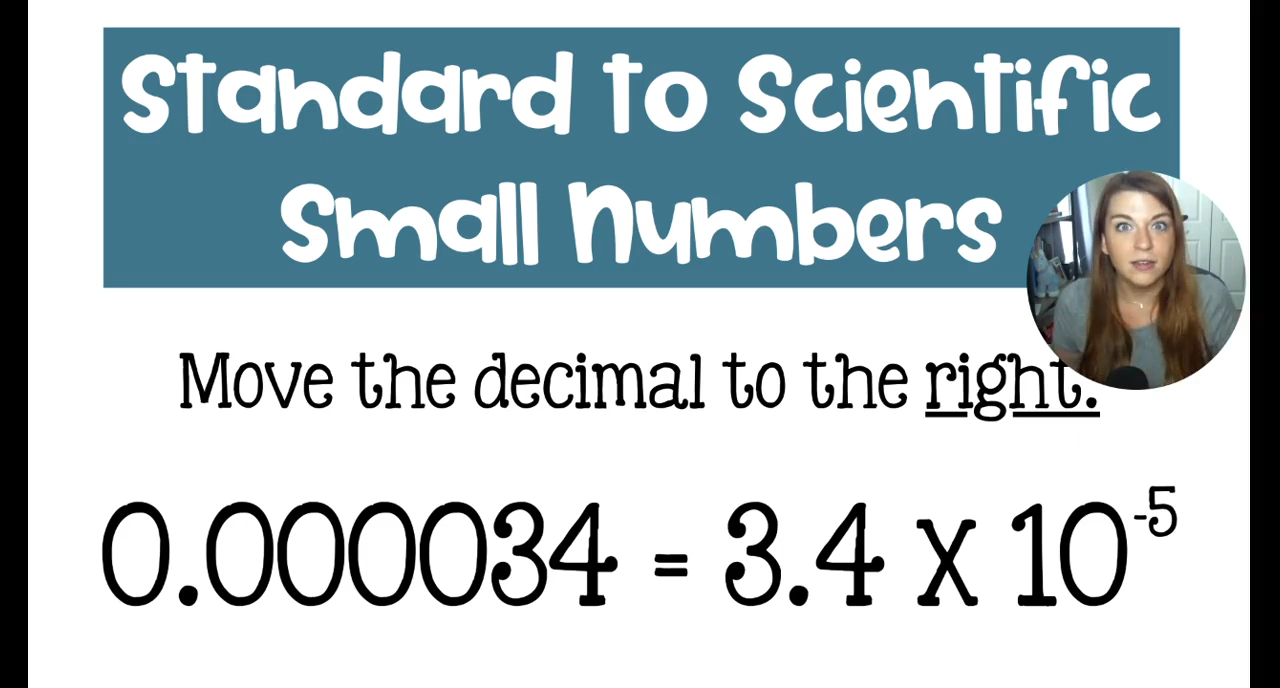 Standard to Scientific
Small Numbers
Move the decimal to the right.
0.000034 = 3.4 x 10⁻⁵